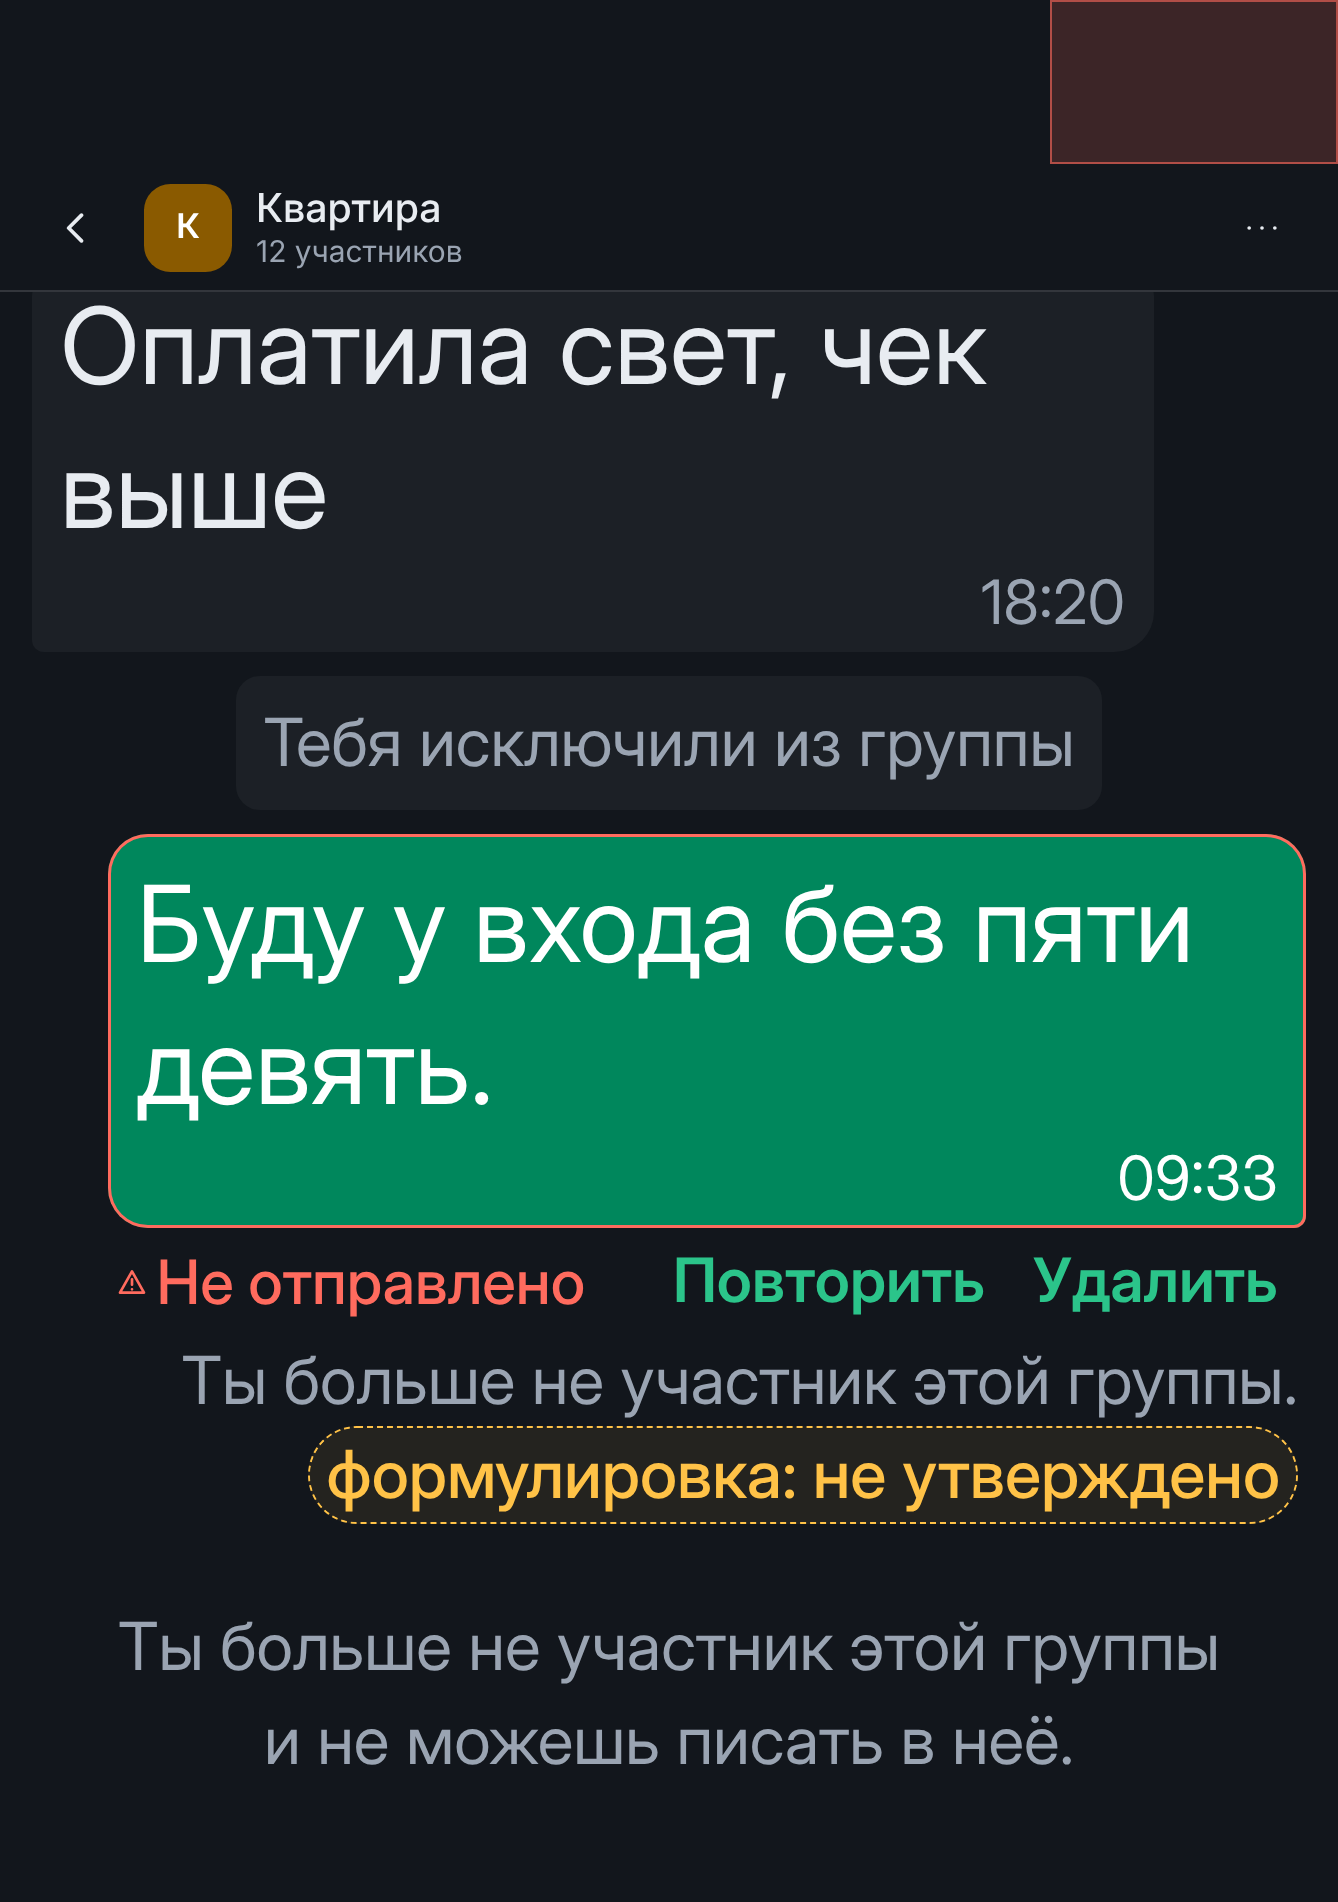 К
Квартира
12 участников
Оплатила свет, чек
выше
18:20
Тебя исключили из группы
Буду у входа без пяти
девять.
09:33
Не отправлено Повторить Удалить
Ты больше не участник этой группы.
формулировка: не утверждено
Ты больше не участник этой группы
и не можешь писать в неё.